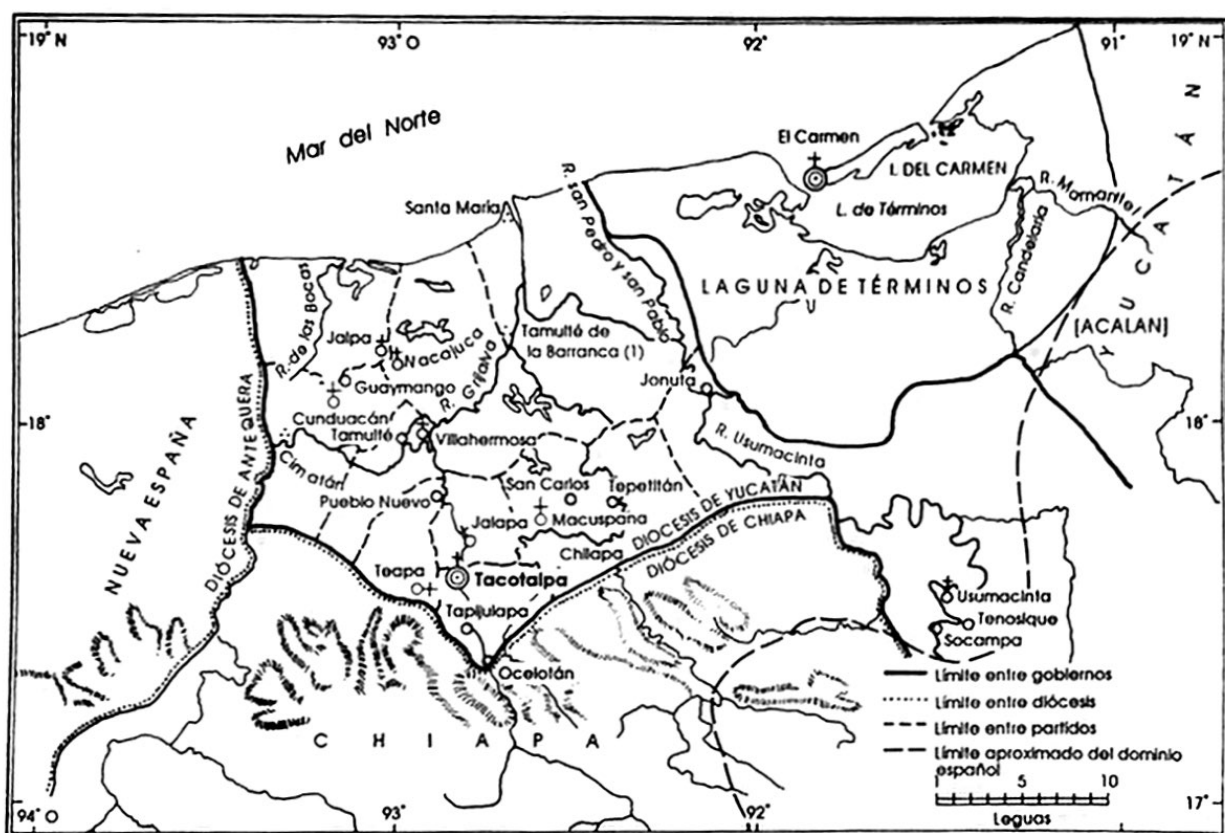 19° N
93° O
92°
91°
19° N
Mar del Norte
El Carmen
I. DEL CARMEN
L. de Términos
R. Mamantel
R. Candelaria
YUCATÁN
Santa María
R. san Pedro y san Pablo
LAGUNA DE TÉRMINOS
[ACALAN]
R. de las Bocas
Jalpa
Nacajuca
Tamulté de
la Barranca (1)
R. Grijalva
Guaymango
Jonuta
18°
Cunduacán
Tamulté
Villahermosa
18°
Cimatán
R. Usumacinta
NUEVA ESPAÑA
DIÓCESIS DE ANTEQUERA
Pueblo Nuevo
San Carlos
Tepetitán
Jalapa
Macuspana
DIÓCESIS DE YUCATÁN
DIÓCESIS DE CHIAPA
Chilapa
Teapa
Tacotalpa
Tapijulapa
Usumacinta
Tenosique
Socampa
Ocelotán
CHIAPA
Límite entre gobiernos
Límite entre diócesis
Límite entre partidos
Límite aproximado del dominio
español
0 5 10
Leguas
94° O
93°
92°
17°